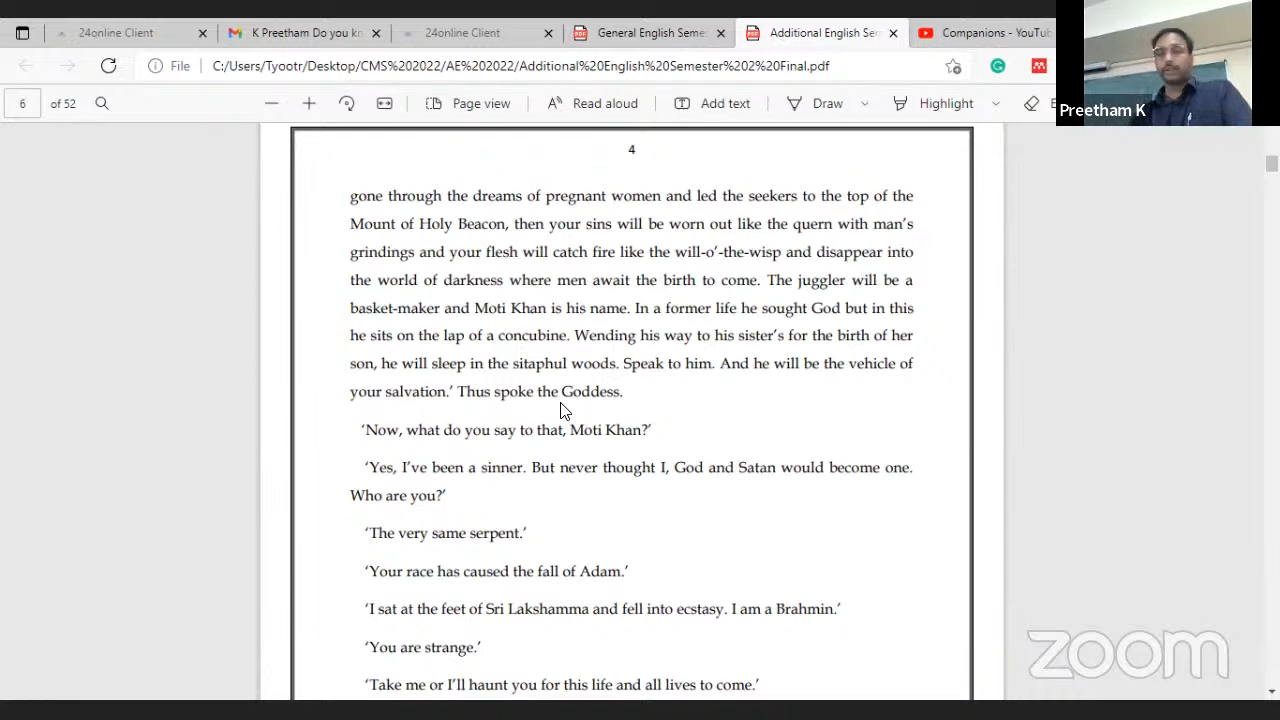 24online Client
K Preetham Do you kn
24online Client
General English Seme
Additional English Sem
Companions - YouTu
File C:/Users/Tyootr/Desktop/CMS%202022/AE%202022/Additional%20English%20Semester%202%20Final.pdf
6 of 52 Page view Read aloud Add text Draw Highlight
Preetham K
4
gone through the dreams of pregnant women and led the seekers to the top of the
Mount of Holy Beacon, then your sins will be worn out like the quern with man’s
grindings and your flesh will catch fire like the will-o’-the-wisp and disappear into
the world of darkness where men await the birth to come. The juggler will be a
basket-maker and Moti Khan is his name. In a former life he sought God but in this
he sits on the lap of a concubine. Wending his way to his sister’s for the birth of her
son, he will sleep in the sitaphul woods. Speak to him. And he will be the vehicle of
your salvation.’ Thus spoke the Goddess.
‘Now, what do you say to that, Moti Khan?’
‘Yes, I’ve been a sinner. But never thought I, God and Satan would become one.
Who are you?’
‘The very same serpent.’
‘Your race has caused the fall of Adam.’
‘I sat at the feet of Sri Lakshamma and fell into ecstasy. I am a Brahmin.’
‘You are strange.’
‘Take me or I’ll haunt you for this life and all lives to come.’
zoom